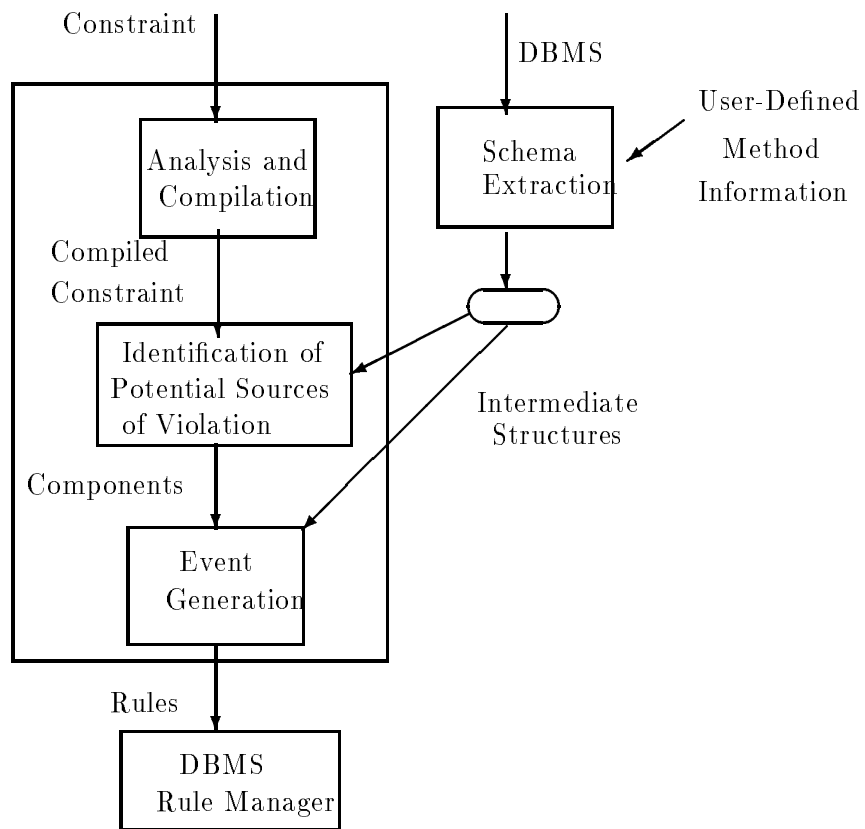 Constraint
DBMS
User-Defined
Method
Information
Analysis and
Compilation
Schema
Extraction
Compiled
Constraint
Identification of
Potential Sources
of Violation
Intermediate
Structures
Components
Event
Generation
Rules
DBMS
Rule Manager